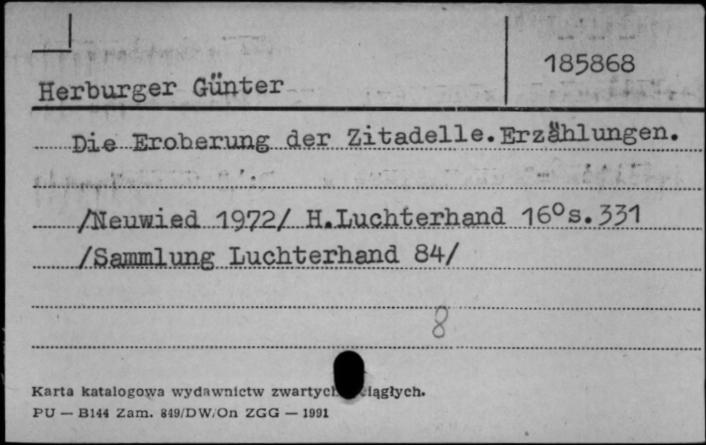 185868
Herburger Günter
Die Eroberung der Zitadelle.Erzählungen.
/Neuwied 1972/ H.Luchterhand 16°s.331
/Sammlung Luchterhand 84/
8
Karta katalogowa wydawnictw zwartych ciągłych.
PU — B144 Zam. 849/DW/On ZGG — 1991